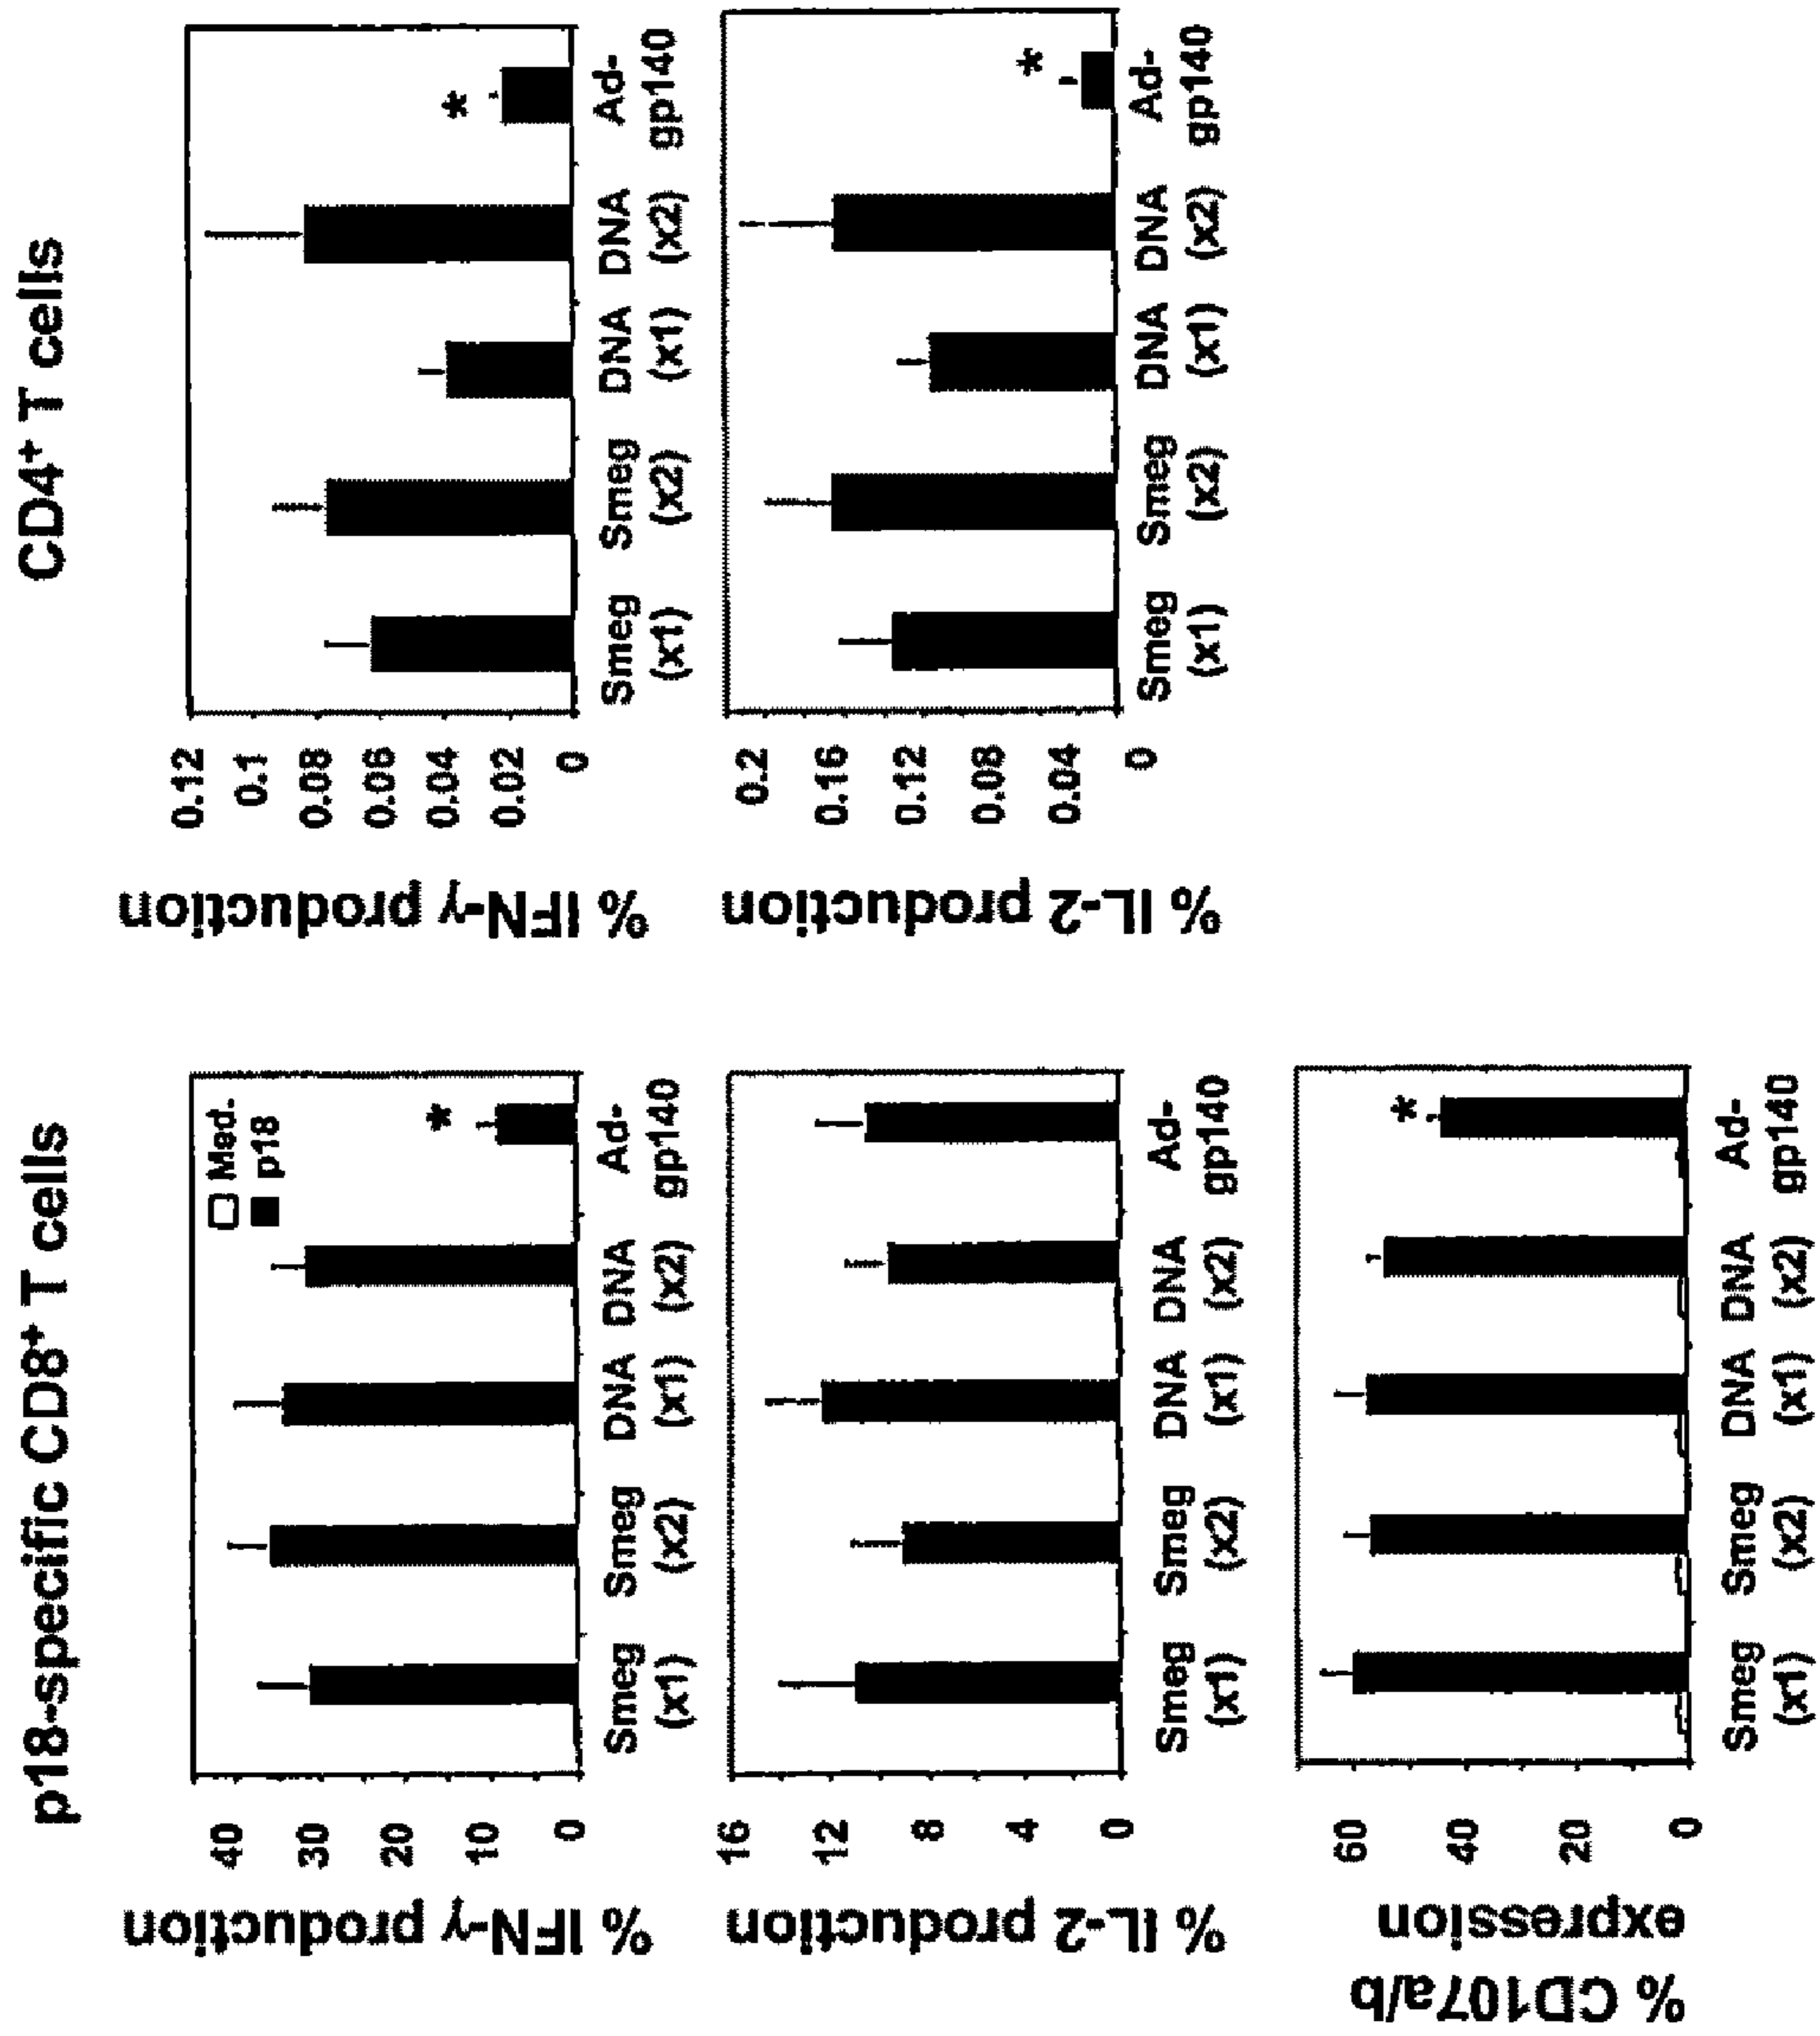 p18-specific CD8+ T cells
% IFN-γ production
40
30
20
10
0
Med.
p18
*
Smeg (x1)
Smeg (x2)
DNA (x1)
DNA (x2)
Ad-gp140
% IL-2 production
16
12
8
4
0
Smeg (x1)
Smeg (x2)
DNA (x1)
DNA (x2)
Ad-gp140
% CD107a/b
expression
60
40
20
0
*
Smeg (x1)
Smeg (x2)
DNA (x1)
DNA (x2)
Ad-gp140
CD4+ T cells
% IFN-γ production
0.12
0.1
0.08
0.06
0.04
0.02
0
*
Smeg (x1)
Smeg (x2)
DNA (x1)
DNA (x2)
Ad-gp140
% IL-2 production
0.2
0.16
0.12
0.08
0.04
0
*
Smeg (x1)
Smeg (x2)
DNA (x1)
DNA (x2)
Ad-gp140